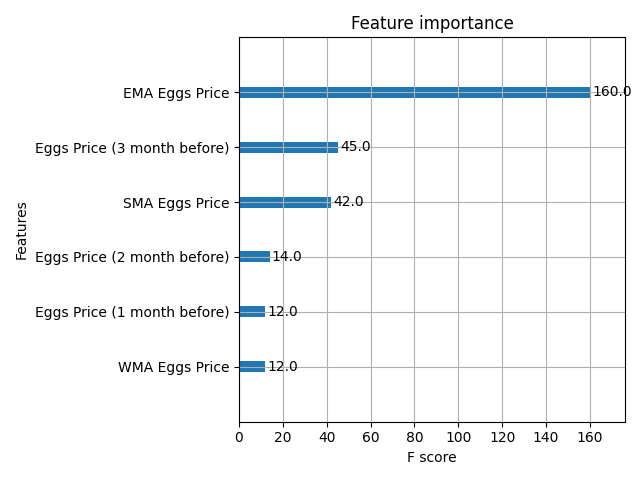 Feature importance
EMA Eggs Price
160.0
Eggs Price (3 month before)
45.0
SMA Eggs Price
42.0
Eggs Price (2 month before)
14.0
Eggs Price (1 month before)
12.0
WMA Eggs Price
12.0
Features
0 20 40 60 80 100 120 140 160
F score